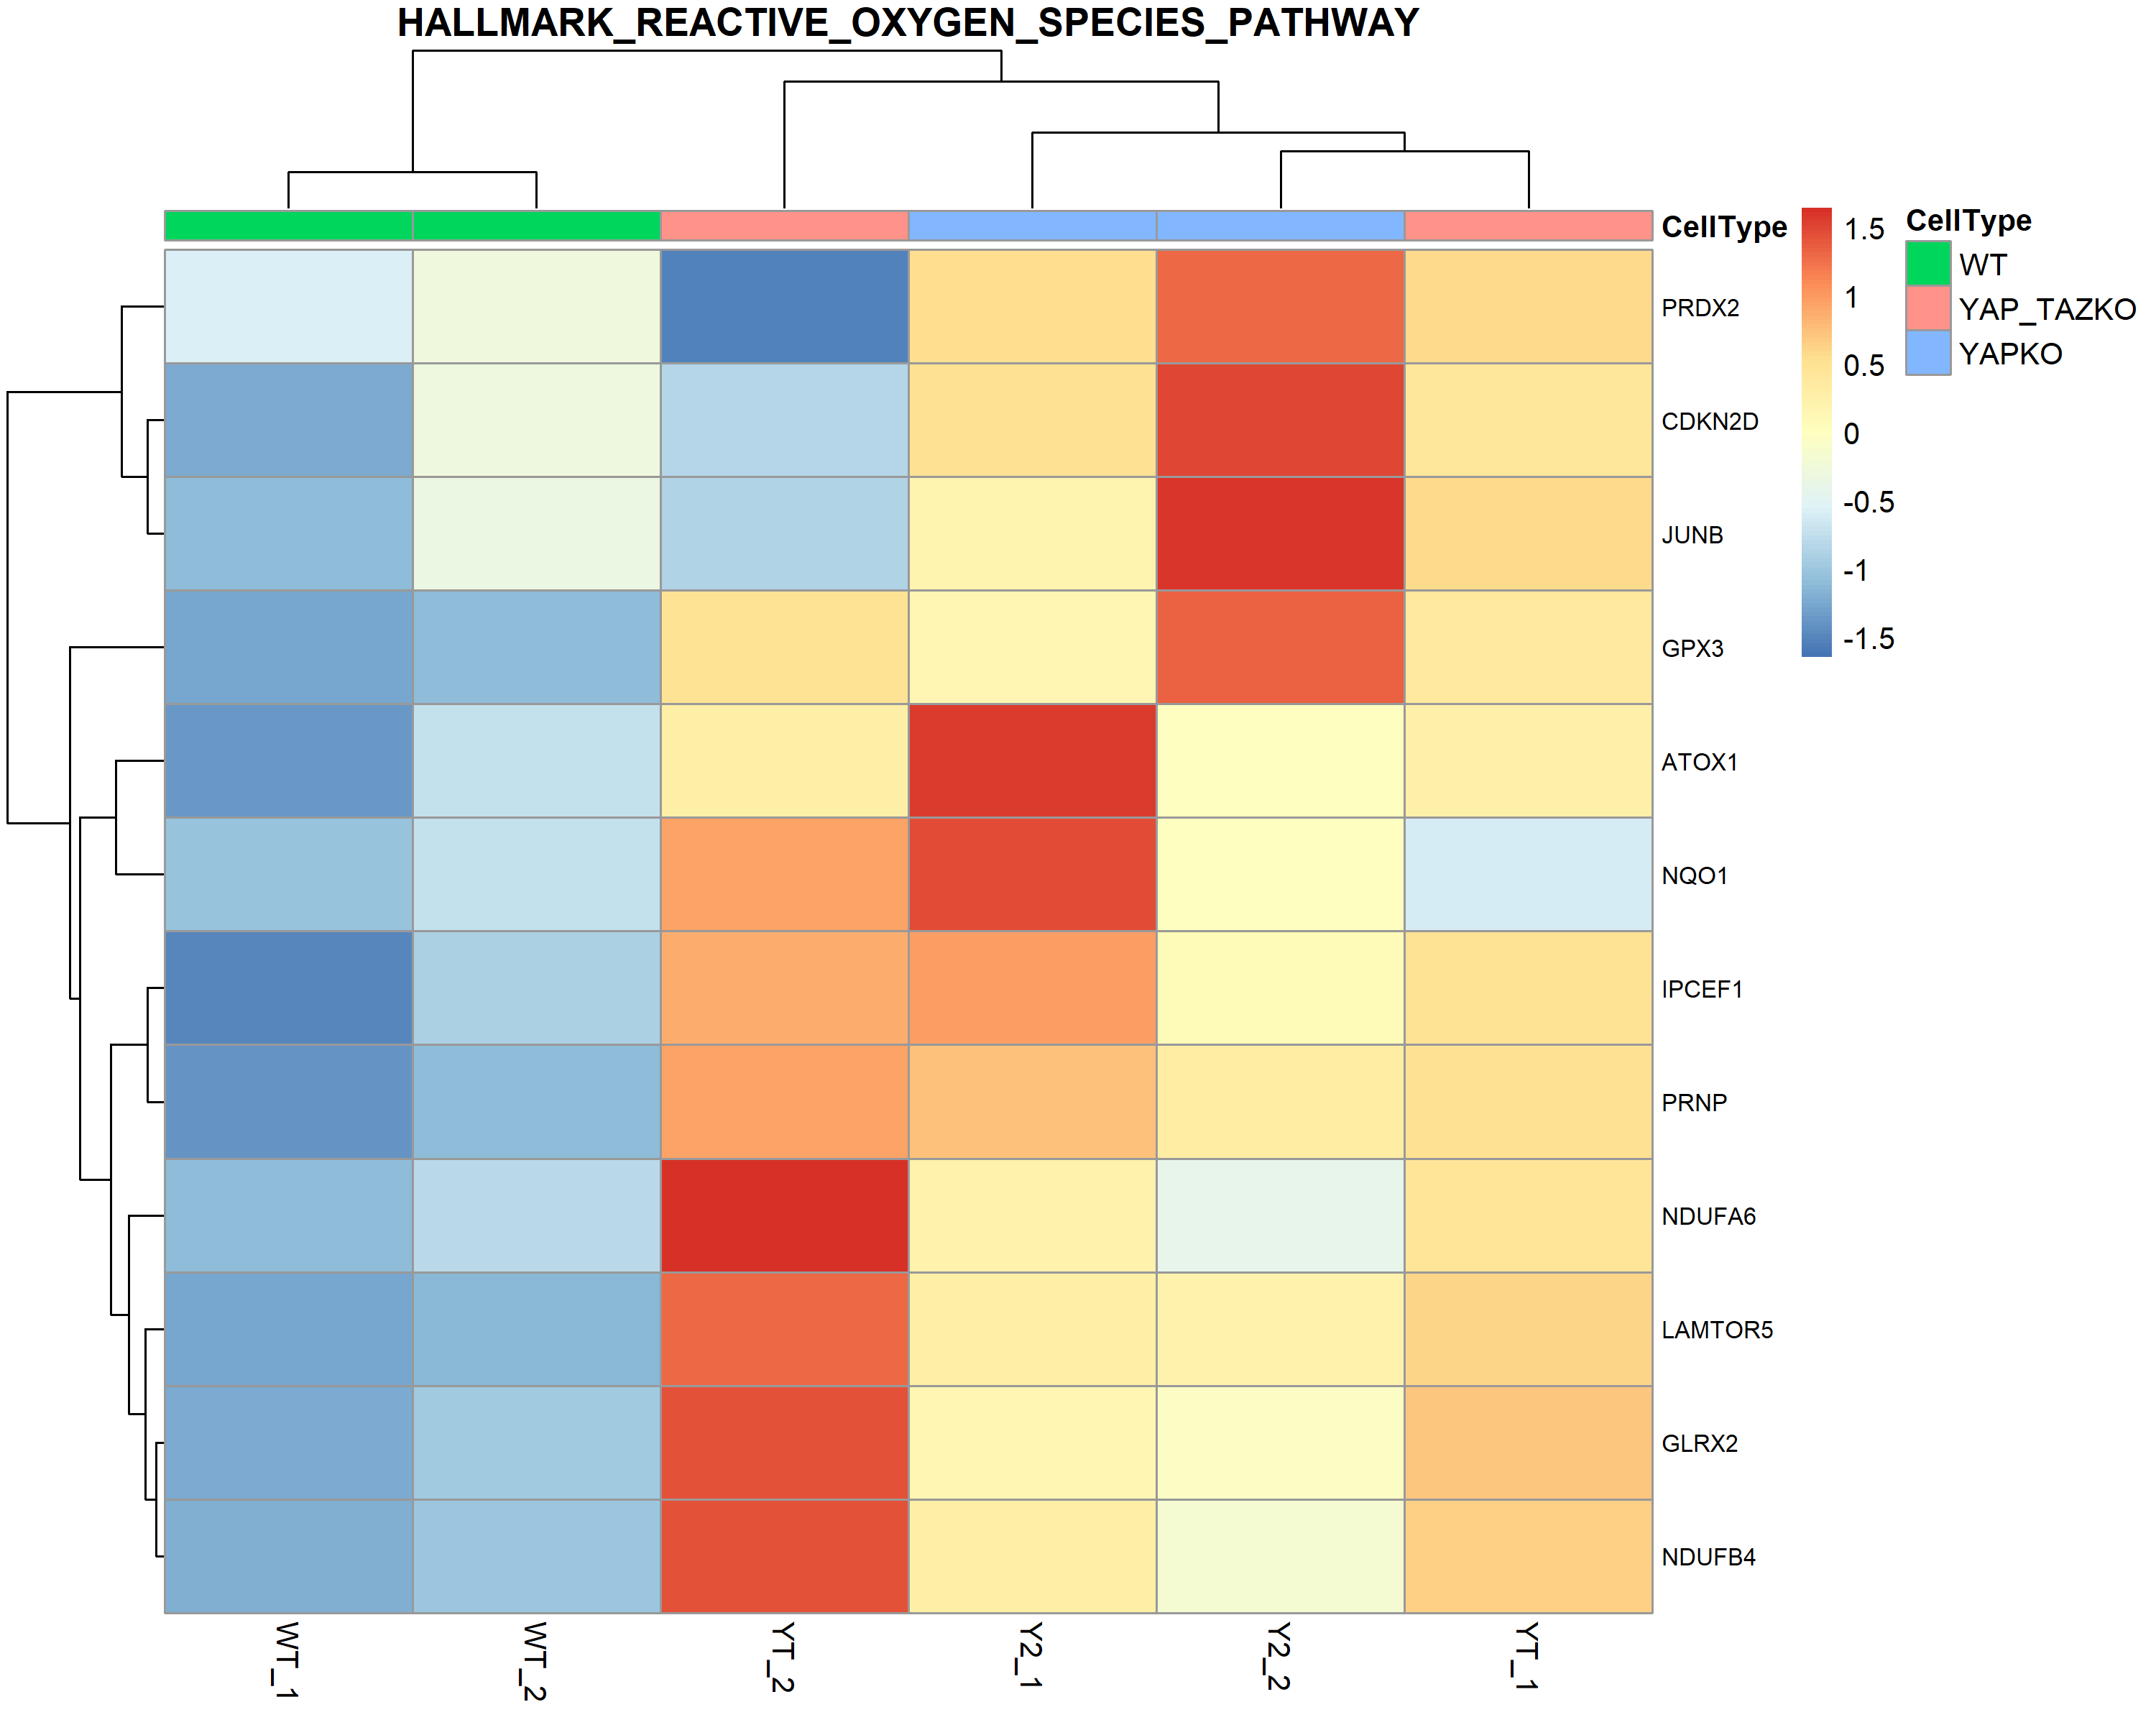 HALLMARK_REACTIVE_OXYGEN_SPECIES_PATHWAY
CellType
1.5
1
0.5
0
-0.5
-1
-1.5
CellType
WT
YAP_TAZKO
YAPKO
PRDX2
CDKN2D
JUNB
GPX3
ATOX1
NQO1
IPCEF1
PRNP
NDUFA6
LAMTOR5
GLRX2
NDUFB4
WT_1
WT_2
YT_2
Y2_1
Y2_2
YT_1